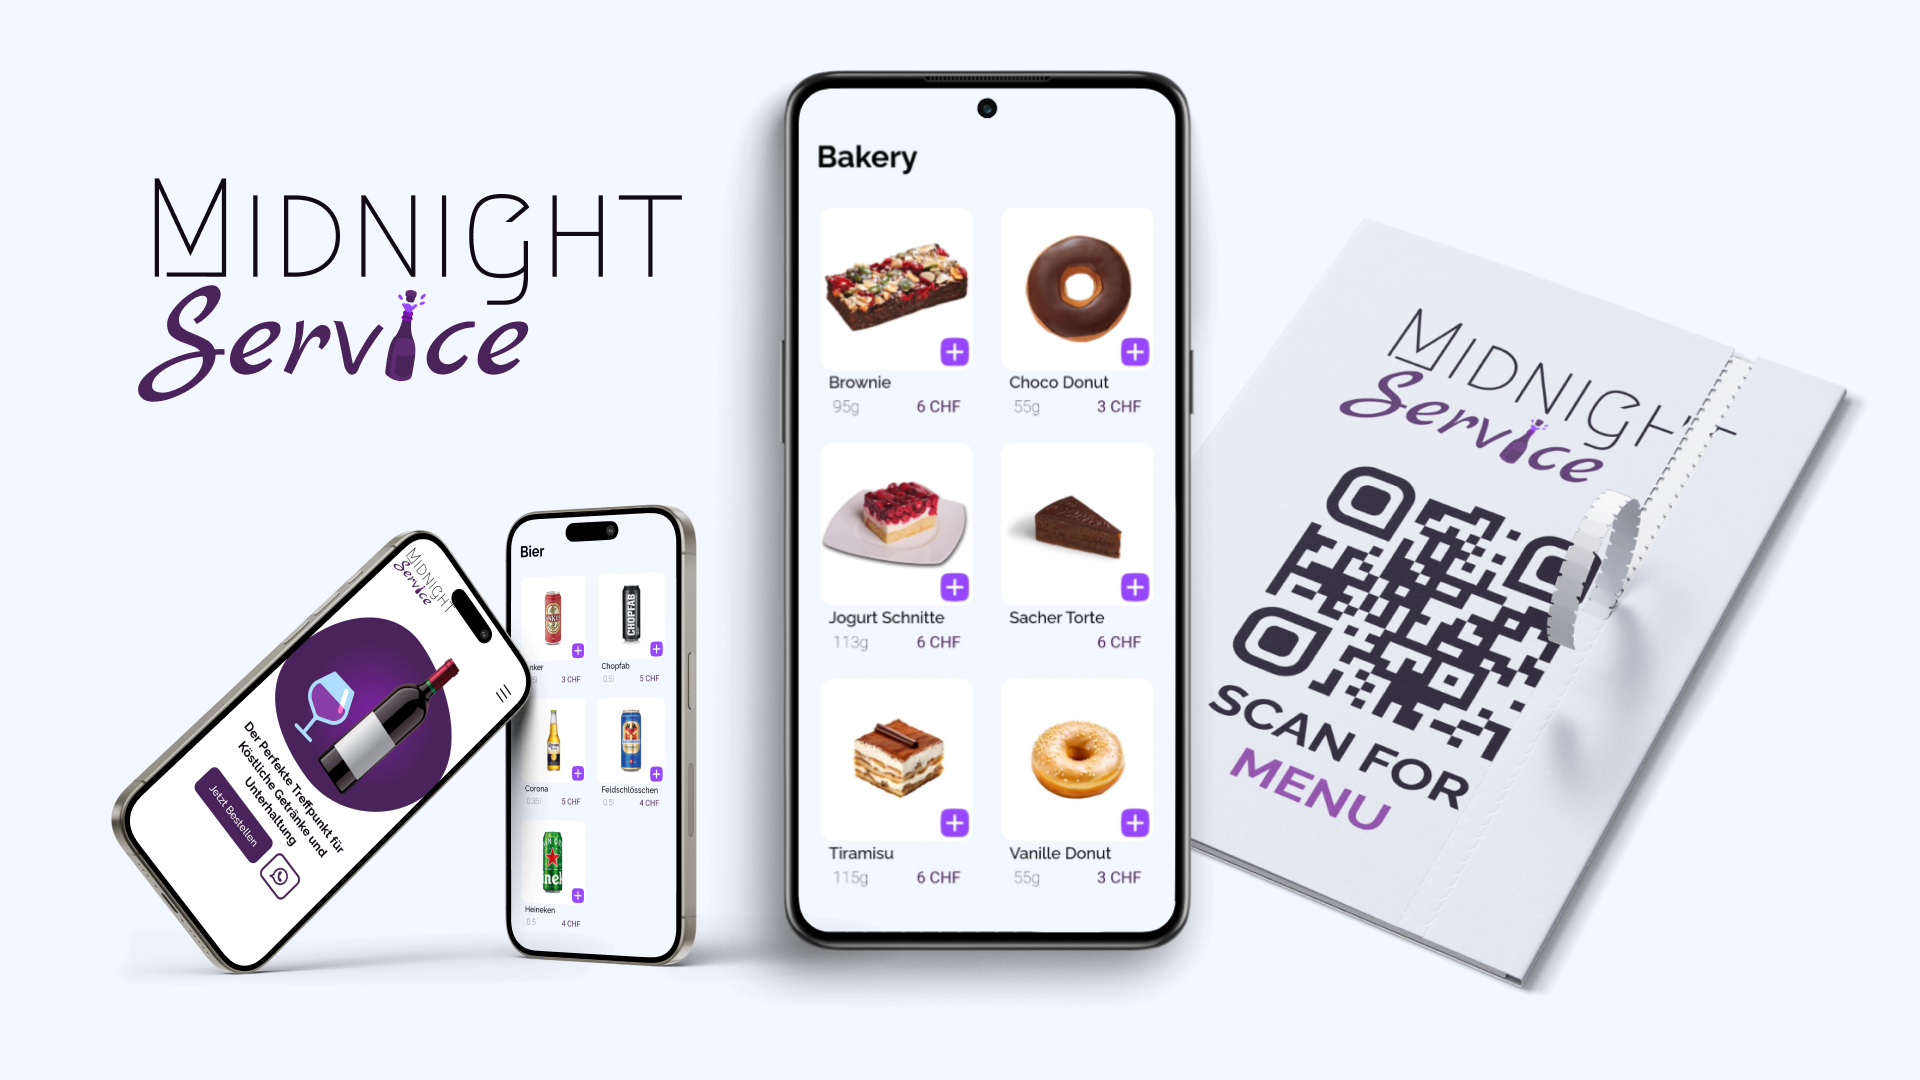 MIDNIGHT
Service
MIDNIGHT
Service
Der Perfekte Treffpunkt für
Köstliche Getränke und
Unterhaltung
Jetzt Bestellen
Bier
nker
3 CHF
Chopfab
0.5l
5 CHF
CHOPFAB
Corona
0.35l
5 CHF
Feldschlösschen
0.5l
4 CHF
Heineken
0.5
4 CHF
Bakery
Brownie
95g
6 CHF
Choco Donut
55g
3 CHF
Jogurt Schnitte
113g
6 CHF
Sacher Torte
6 CHF
Tiramisu
115g
6 CHF
Vanille Donut
55g
3 CHF
MIDNIGHT
Service
SCAN FOR
MENU